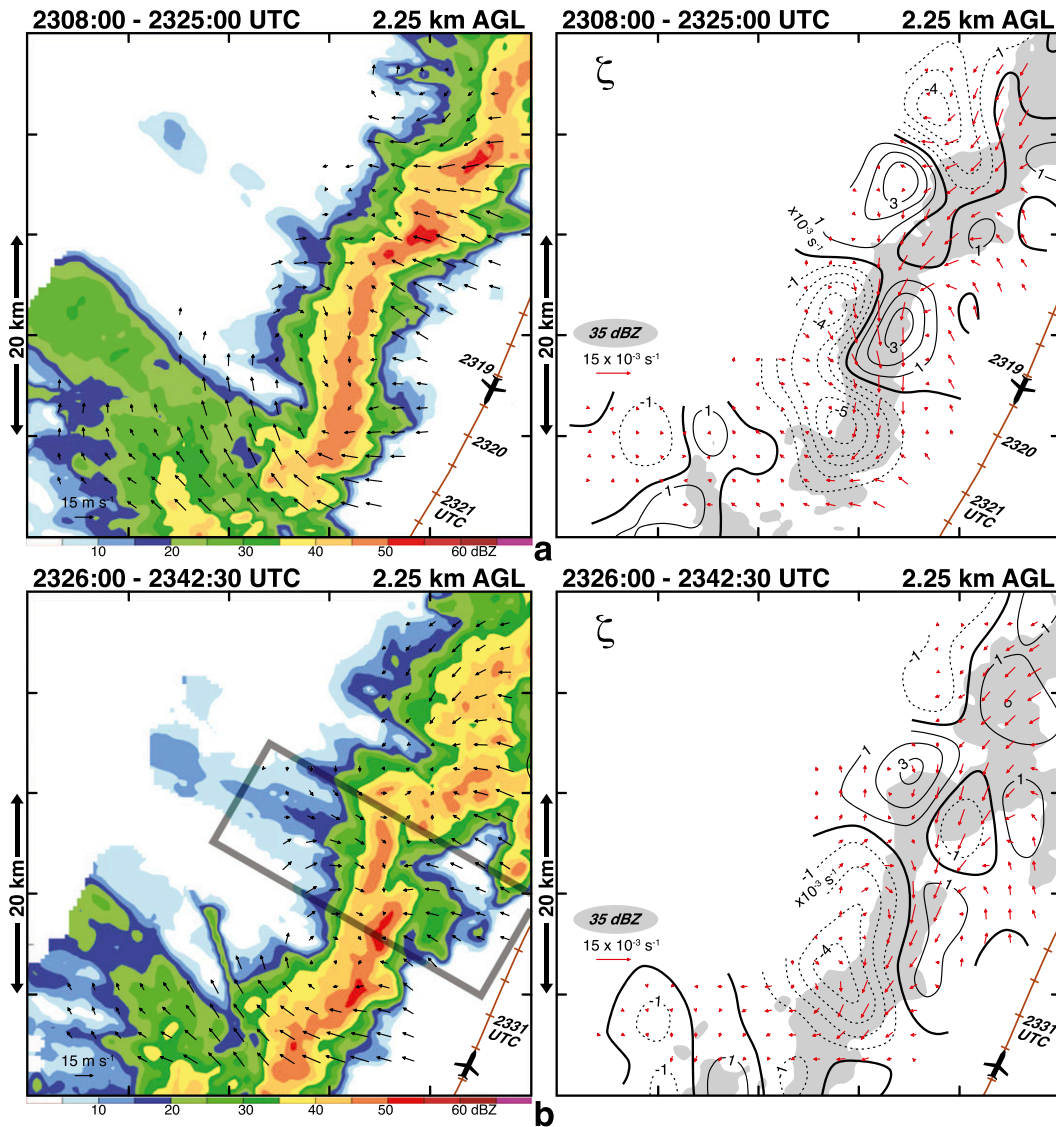 2308:00 - 2325:00 UTC 2.25 km AGL
20 km
2319
2320
2321
UTC
15 m s⁻¹
10 20 30 40 50 60 dBZ
a
2308:00 - 2325:00 UTC 2.25 km AGL
ζ
-1
-4
1
3
1
1
x10⁻³ s⁻¹
-1
-4
3
1
-5
35 dBZ
15 x 10⁻³ s⁻¹
20 km
-1
1
1
2319
2320
2321
UTC
2326:00 - 2342:30 UTC 2.25 km AGL
20 km
2331
UTC
15 m s⁻¹
10 20 30 40 50 60 dBZ
b
2326:00 - 2342:30 UTC 2.25 km AGL
ζ
1
-1
1
1
3
1
-1
-1
x10⁻³ s⁻¹
1
-4
35 dBZ
15 x 10⁻³ s⁻¹
20 km
-1
-1
1
-1
2331
UTC